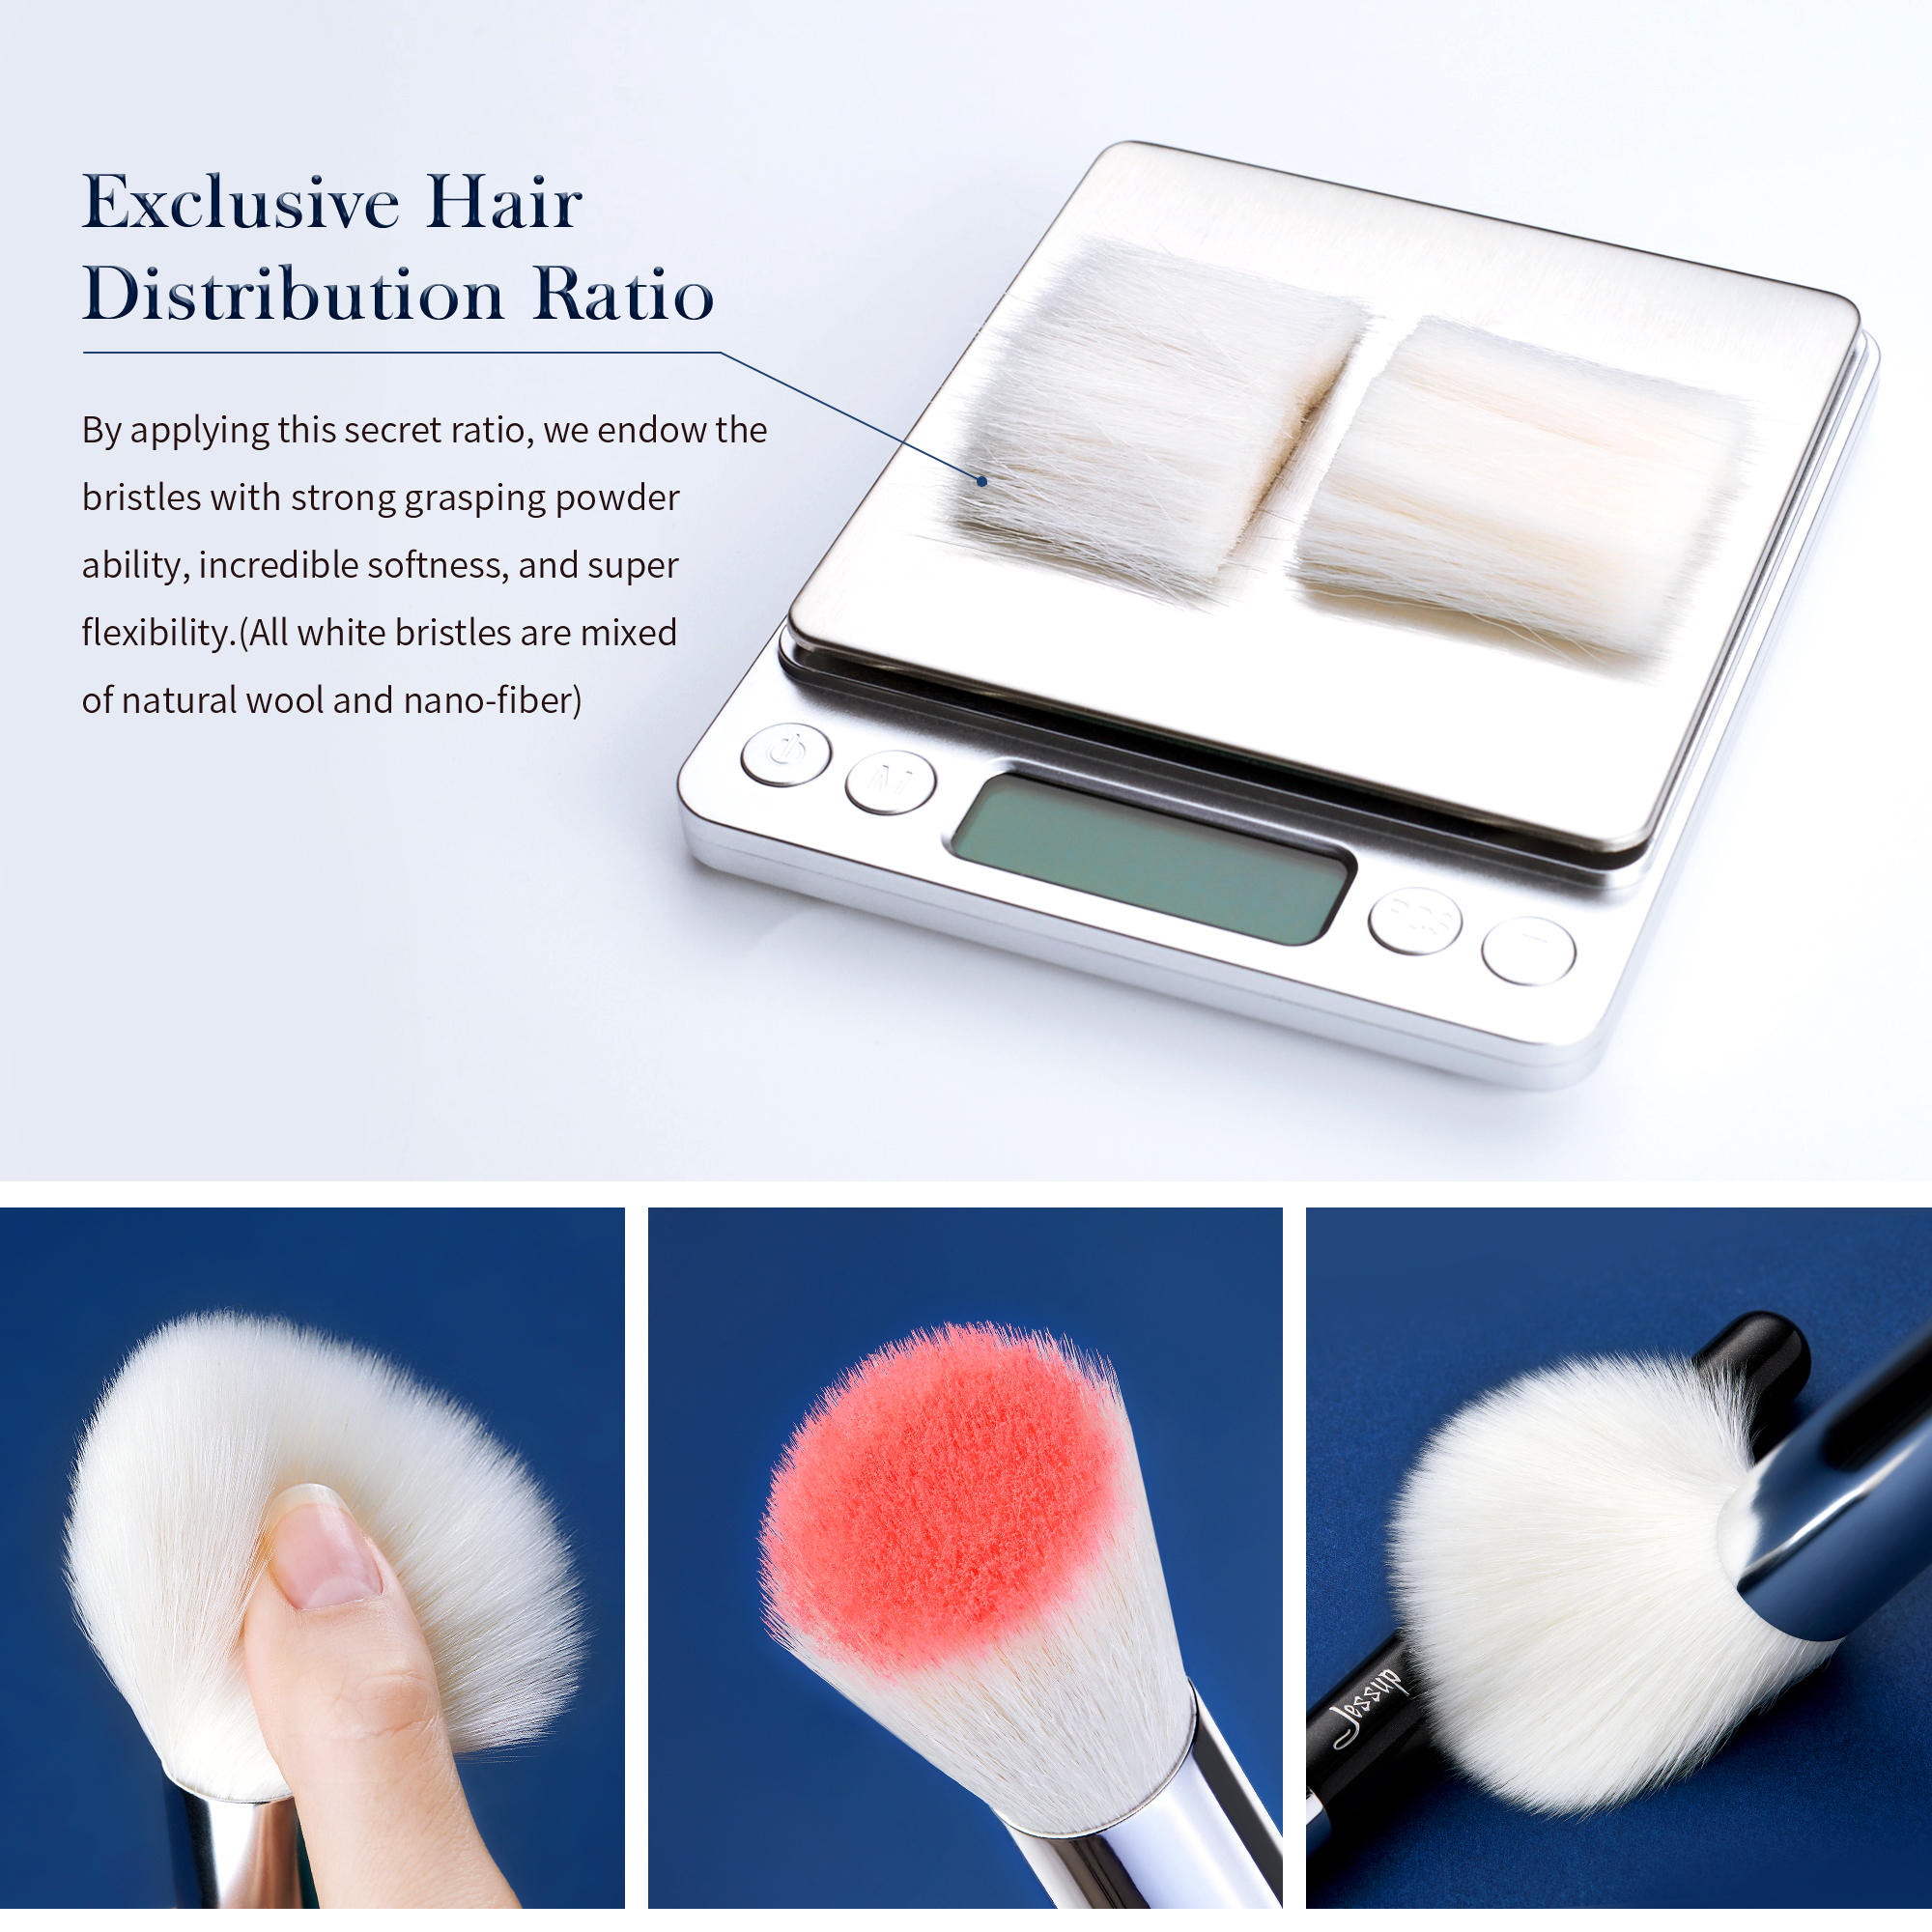 Exclusive Hair
Distribution Ratio
By applying this secret ratio, we endow the
bristles with strong grasping powder
ability, incredible softness, and super
flexibility.(All white bristles are mixed
of natural wool and nano-fiber)
M
PCS
T
Jessup